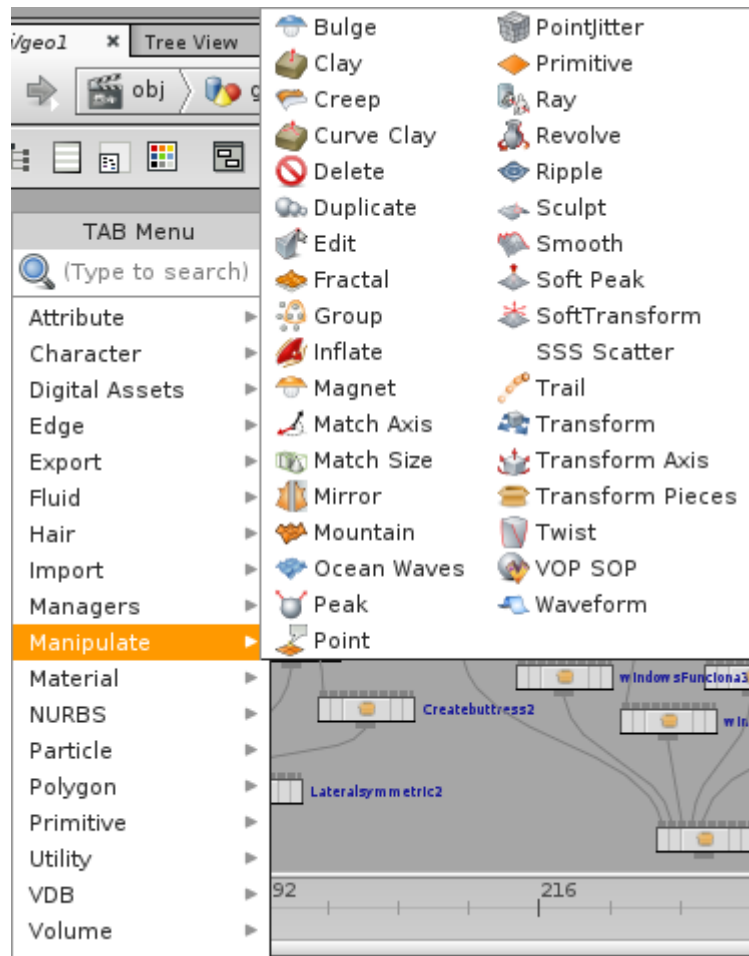 /geo1
Tree View
obj
g
TAB Menu
(Type to search)
Attribute
Character
Digital Assets
Edge
Export
Fluid
Hair
Import
Managers
Manipulate
Material
NURBS
Particle
Polygon
Primitive
Utility
VDB
Volume
Bulge
Clay
Creep
Curve Clay
Delete
Duplicate
Edit
Fractal
Group
Inflate
Magnet
Match Axis
Match Size
Mirror
Mountain
Ocean Waves
Peak
Point
PointJitter
Primitive
Ray
Revolve
Ripple
Sculpt
Smooth
Soft Peak
SoftTransform
SSS Scatter
Trail
Transform
Transform Axis
Transform Pieces
Twist
VOP SOP
Waveform
windowsFunciona3
Createbuttress2
Lateralsymmetric2
92
216